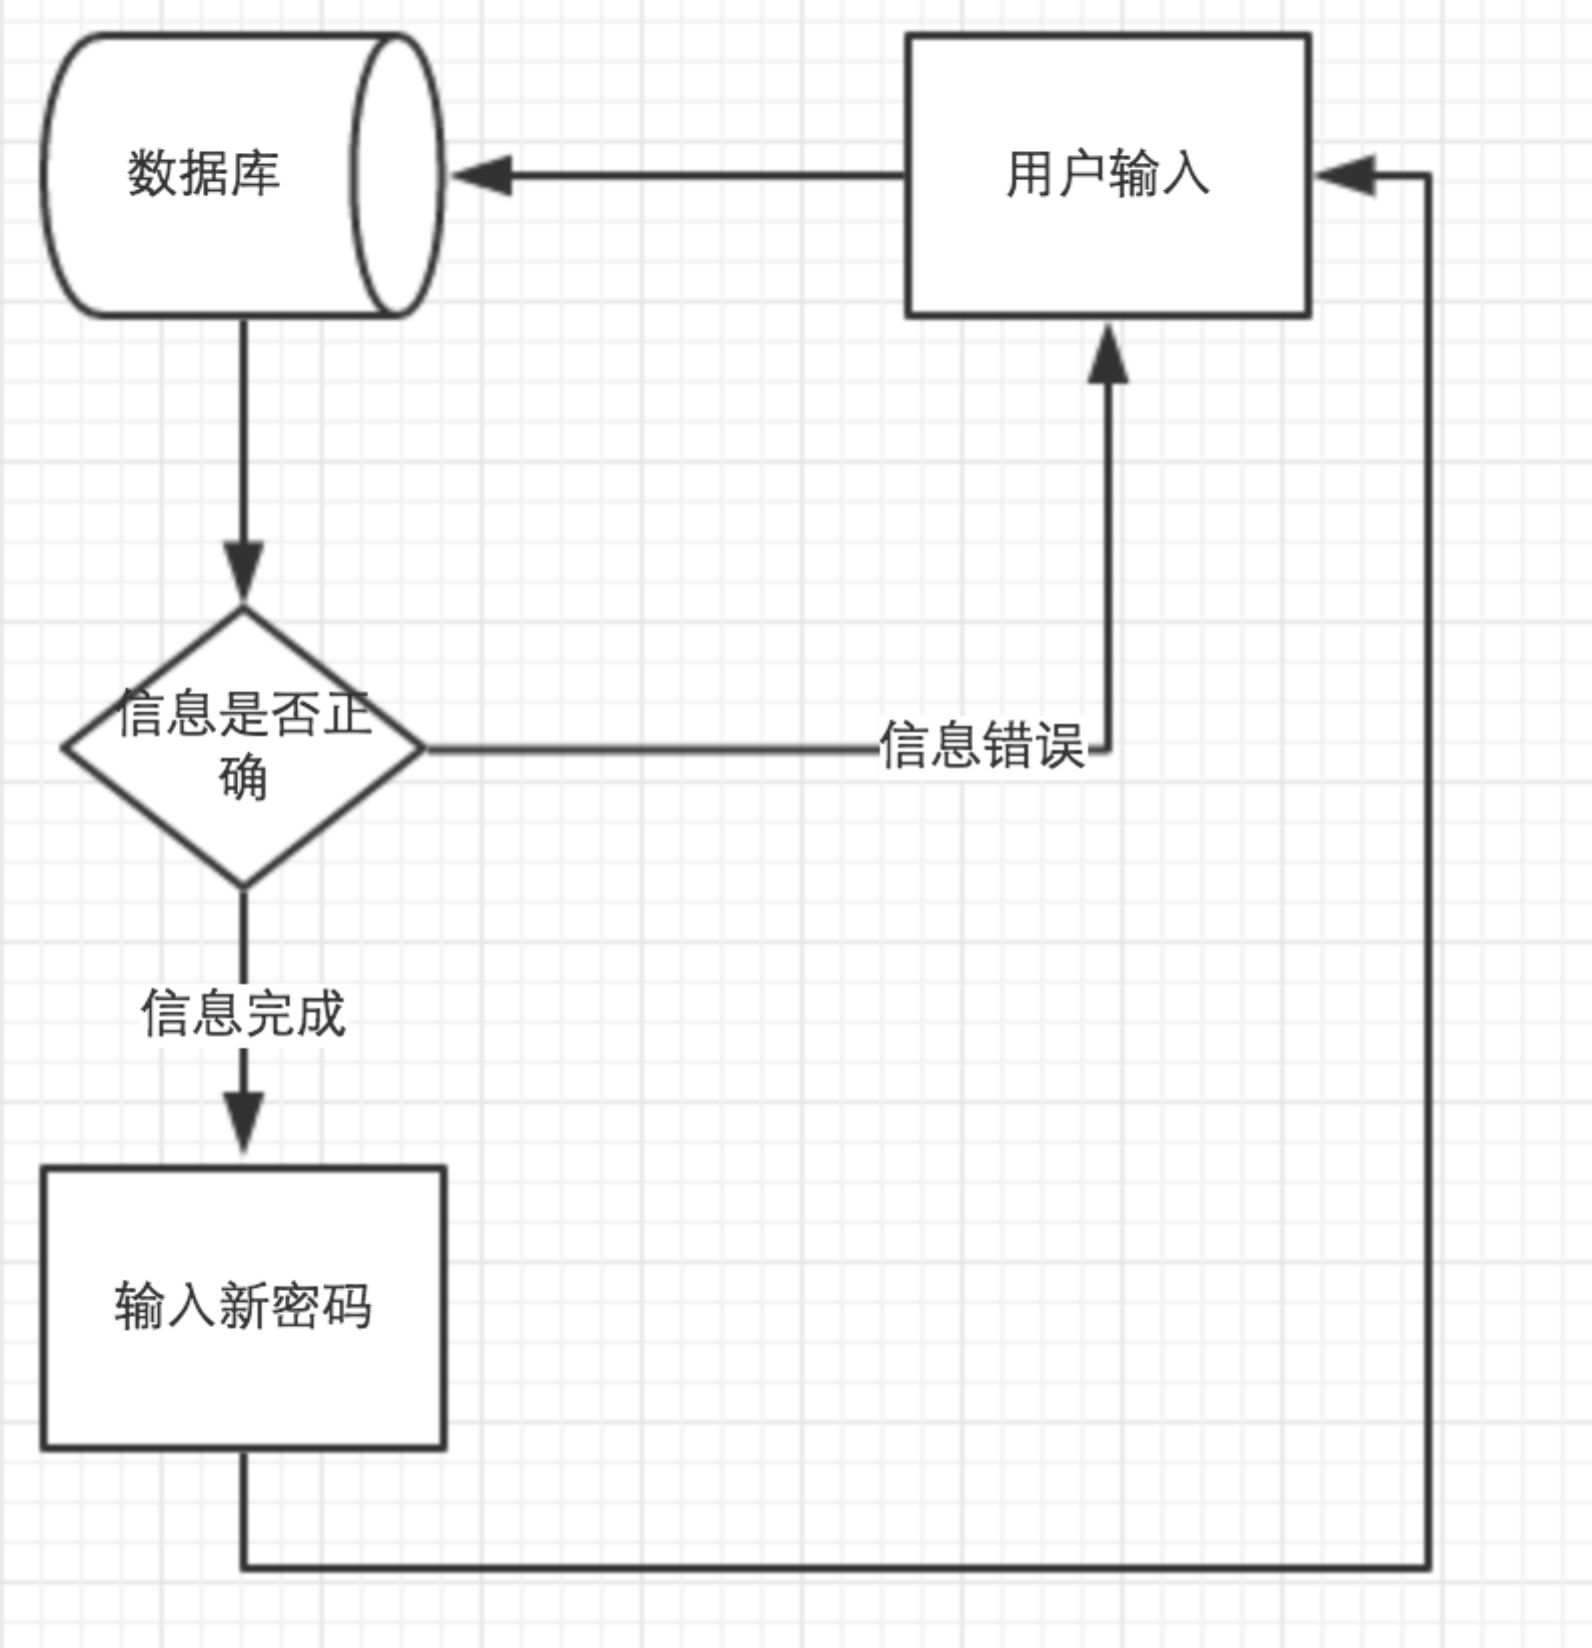 数据库
用户输入
信息是否正
确
信息错误
信息完成
输入新密码